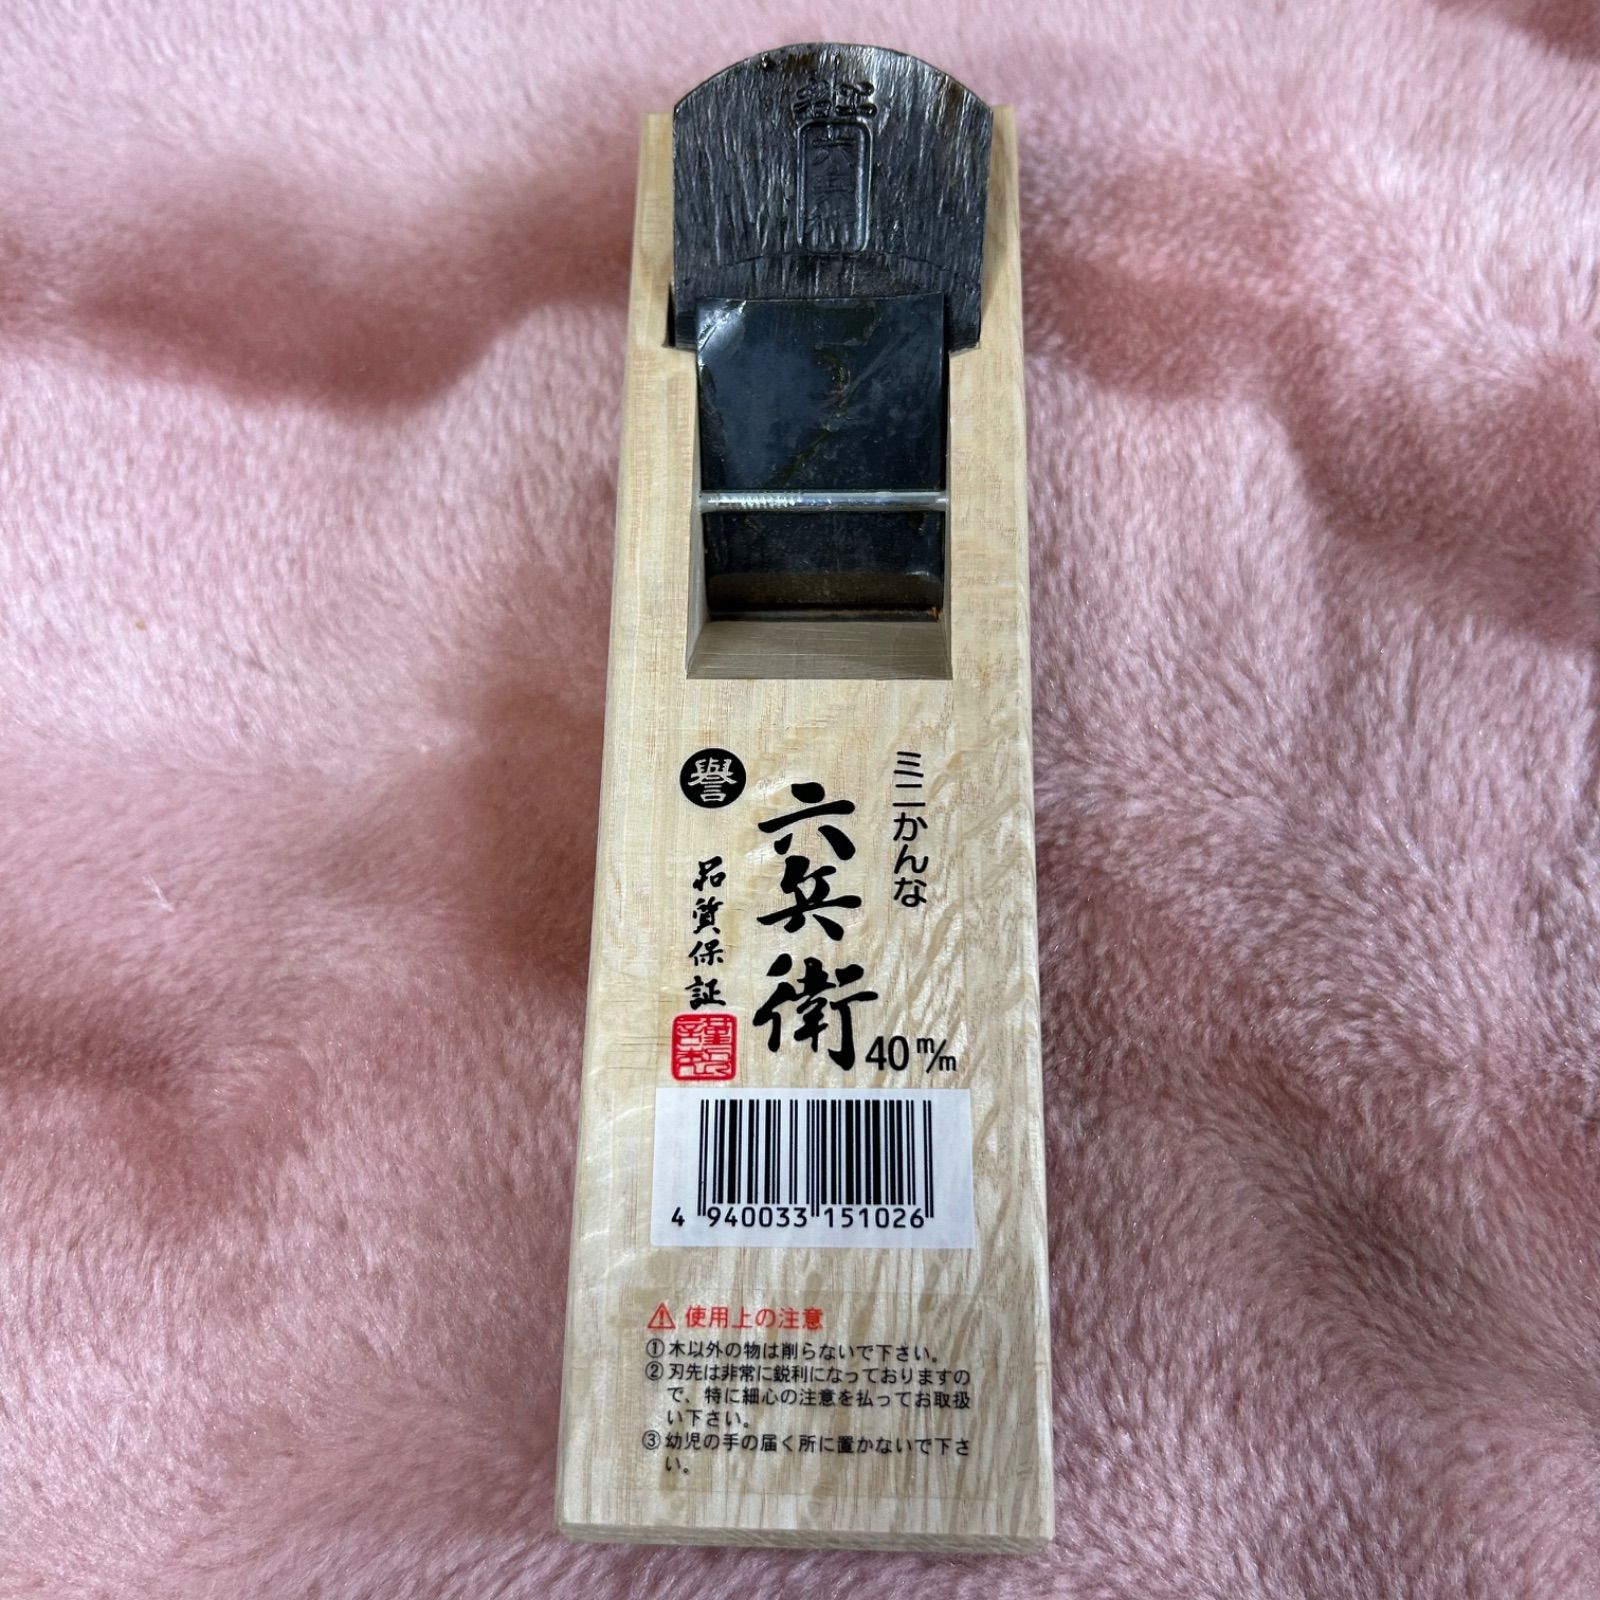 ミニかんな
六兵衛
40m/m
譽
品質保証
4 940033 151026
⚠ 使用上の注意
①木以外の物は削らないで下さい。
②刃先は非常に鋭利になっておりますの
で、特に細心の注意を払ってお取扱
い下さい。
③幼児の手の届く所に置かないで下さ
い。